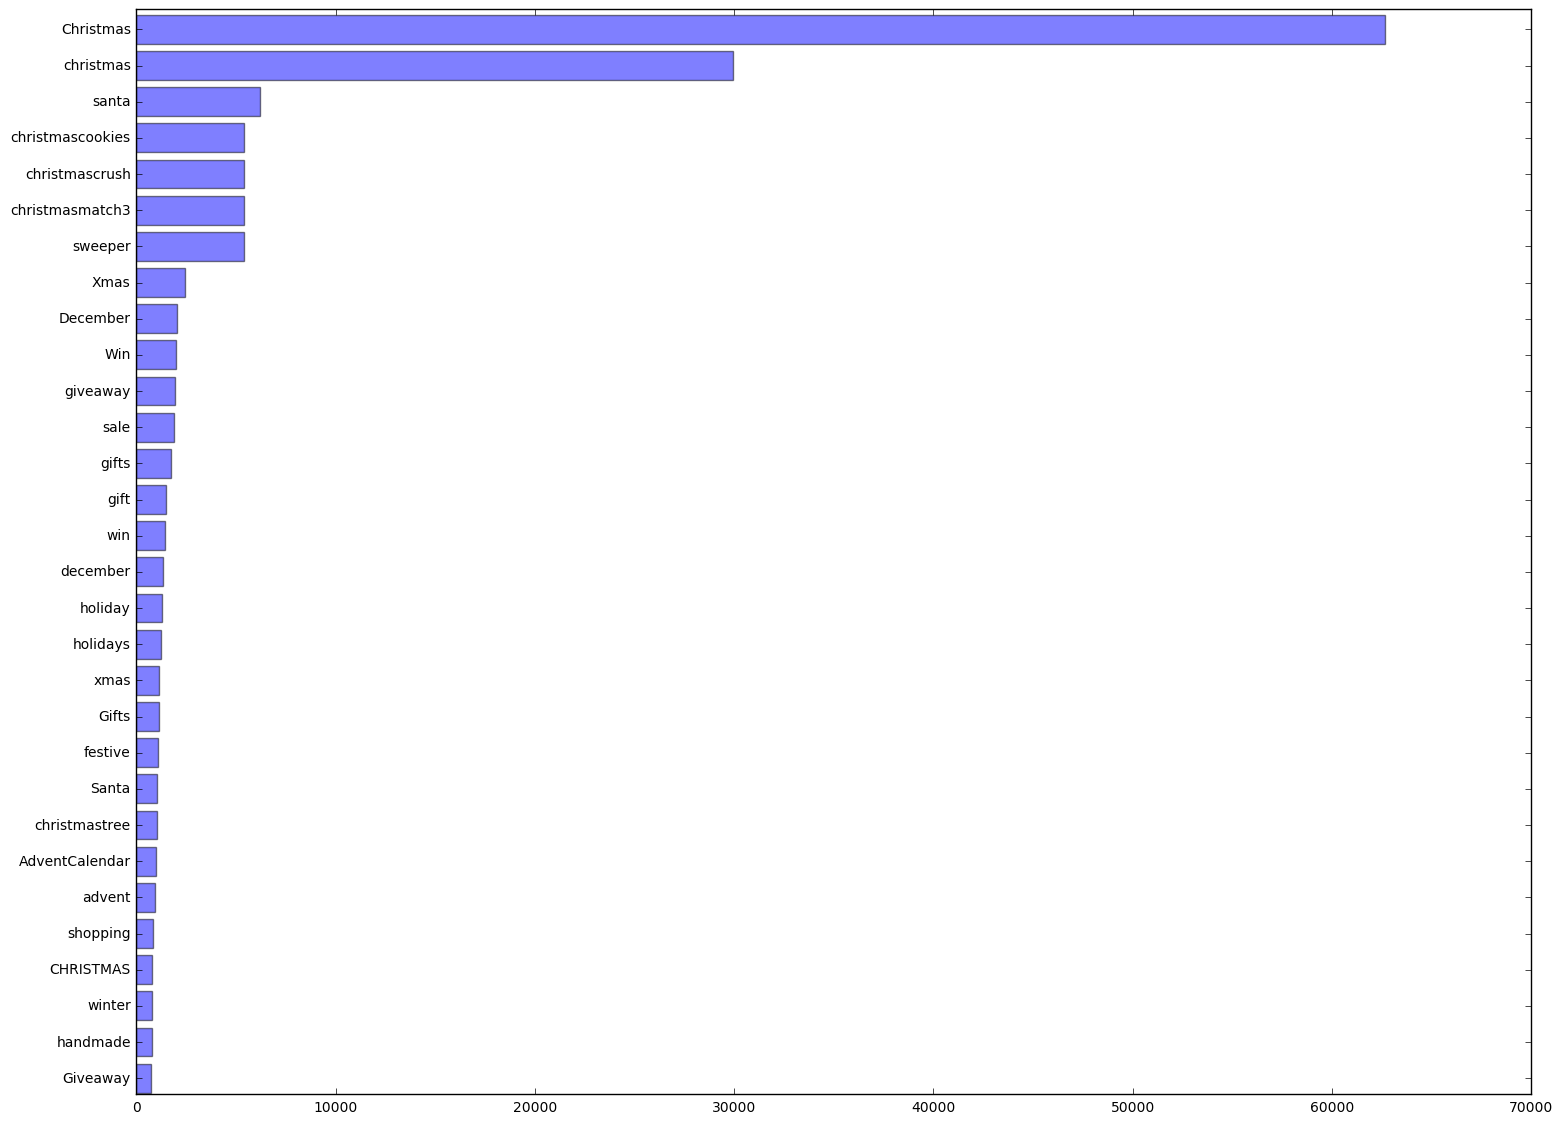 Christmas
christmas
santa
christmascookies
christmascrush
christmasmatch3
sweeper
Xmas
December
Win
giveaway
sale
gifts
gift
win
december
holiday
holidays
xmas
Gifts
festive
Santa
christmastree
AdventCalendar
advent
shopping
CHRISTMAS
winter
handmade
Giveaway
0 10000 20000 30000 40000 50000 60000 70000